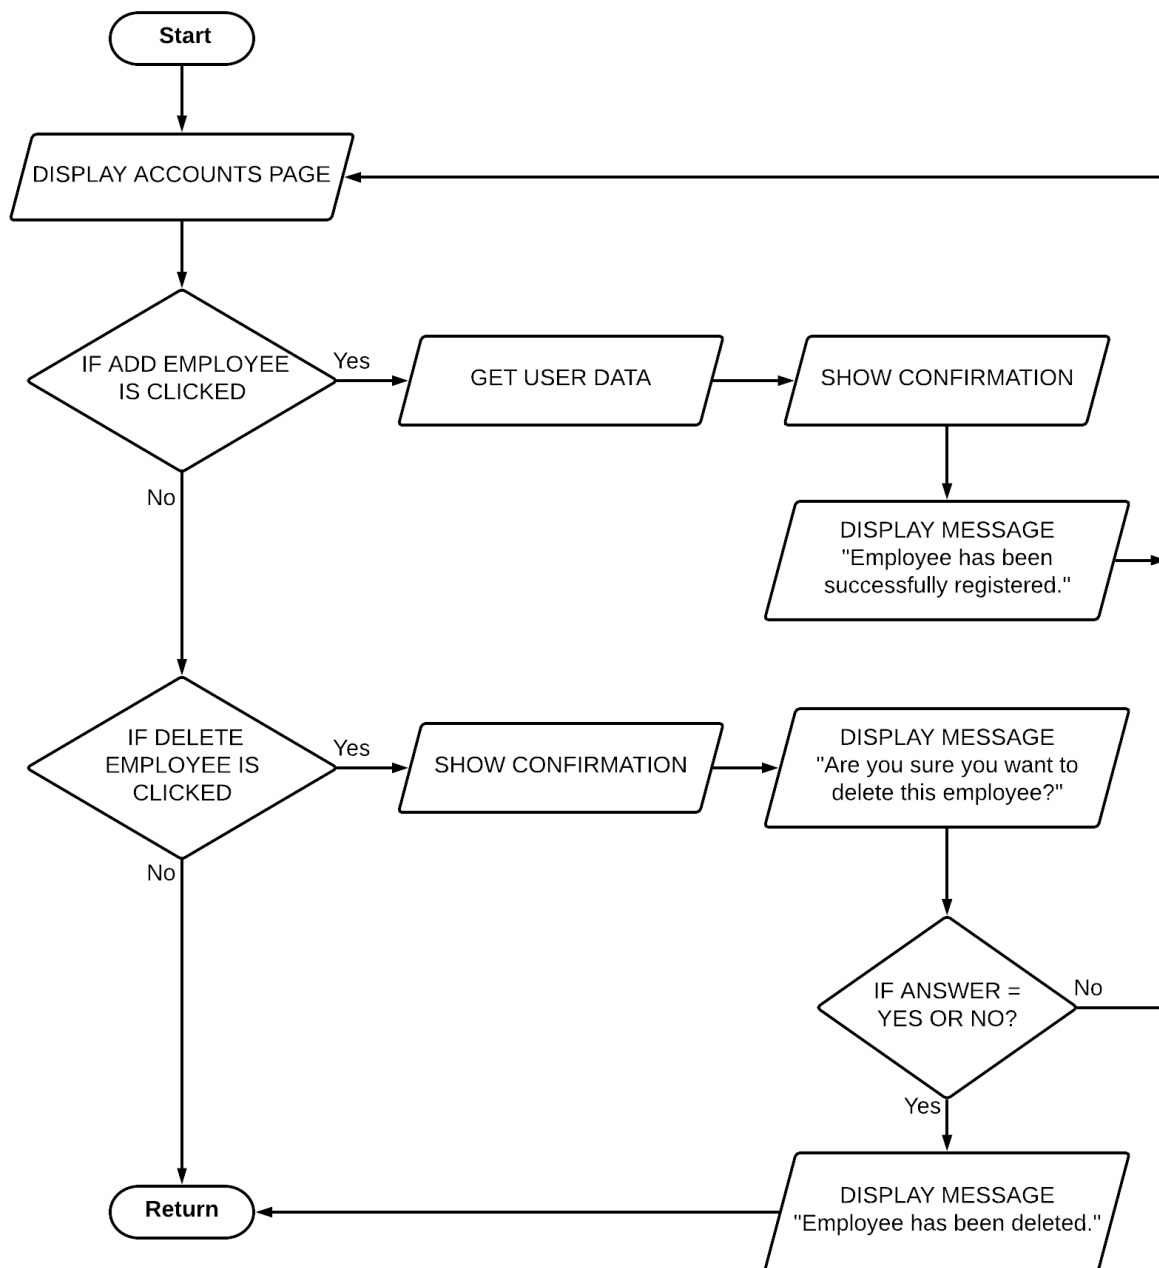 Start
DISPLAY ACCOUNTS PAGE
IF ADD EMPLOYEE
IS CLICKED
Yes
GET USER DATA
SHOW CONFIRMATION
No
DISPLAY MESSAGE
"Employee has been
successfully registered."
IF DELETE
EMPLOYEE IS
CLICKED
Yes
SHOW CONFIRMATION
DISPLAY MESSAGE
"Are you sure you want to
delete this employee?"
No
IF ANSWER =
YES OR NO?
No
Yes
Return
DISPLAY MESSAGE
"Employee has been deleted."